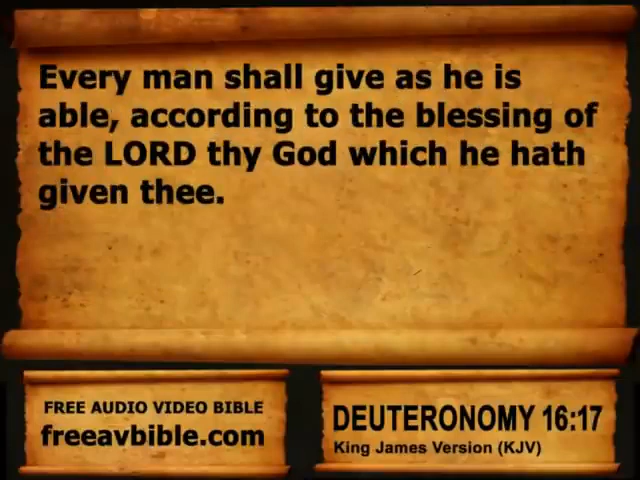 Every man shall give as he is
able, according to the blessing of
the LORD thy God which he hath
given thee.
FREE AUDIO VIDEO BIBLE
freeavbible.com
DEUTERONOMY 16:17
King James Version (KJV)